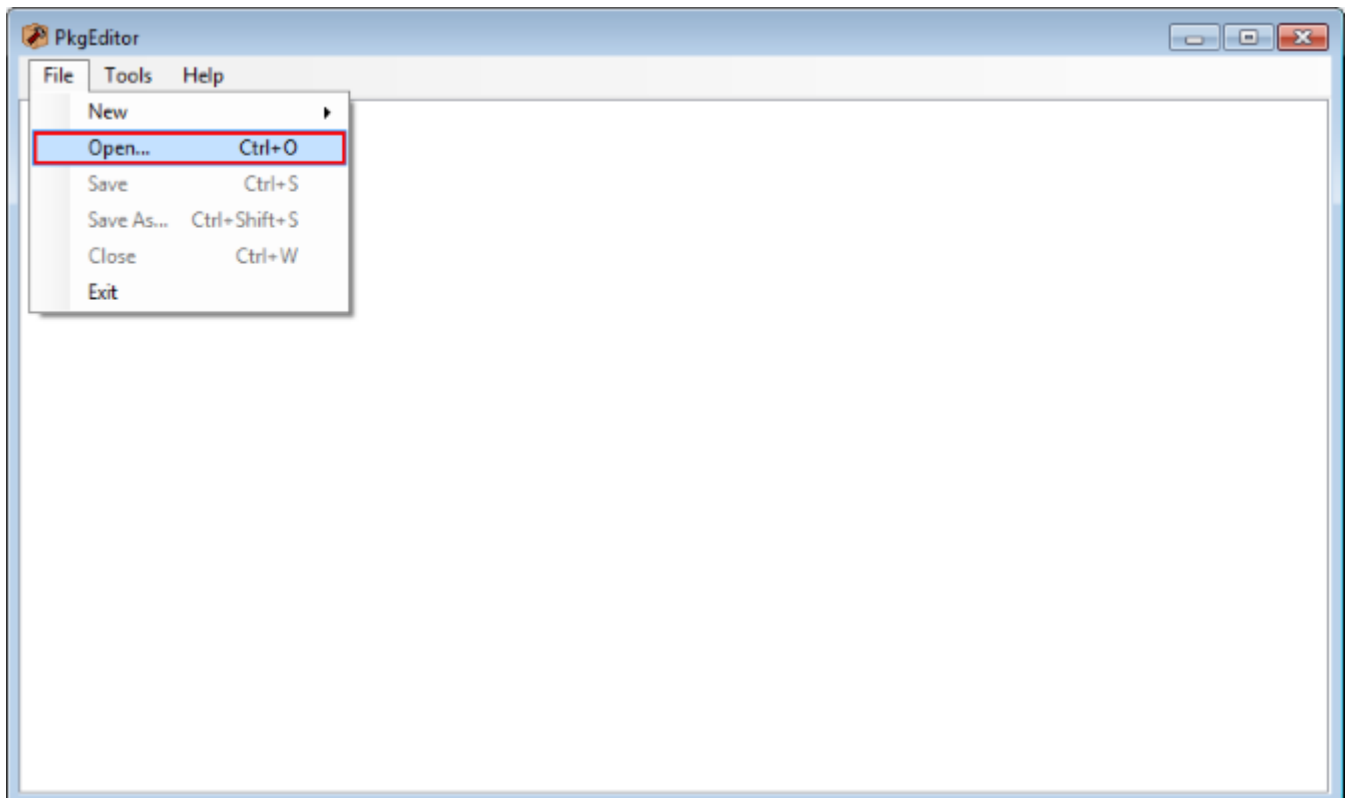 PkgEditor
File Tools Help
New
Open... Ctrl+O
Save Ctrl+S
Save As... Ctrl+Shift+S
Close Ctrl+W
Exit